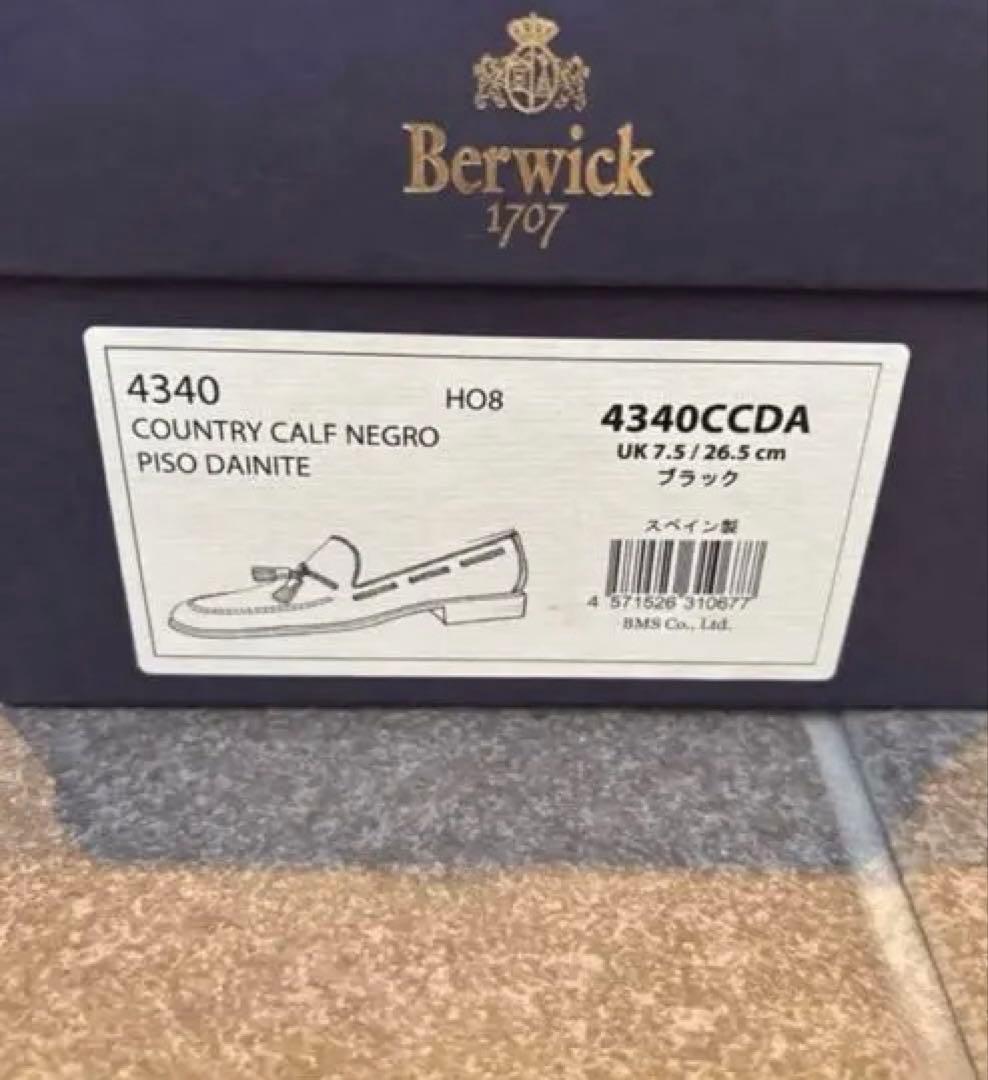 Berwick
1707
4340
HO8
COUNTRY CALF NEGRO
PISO DAINITE
4340CCDA
UK 7.5 / 26.5 cm
ブラック
スペイン製
4 571526 310677
BMS Co., Ltd.